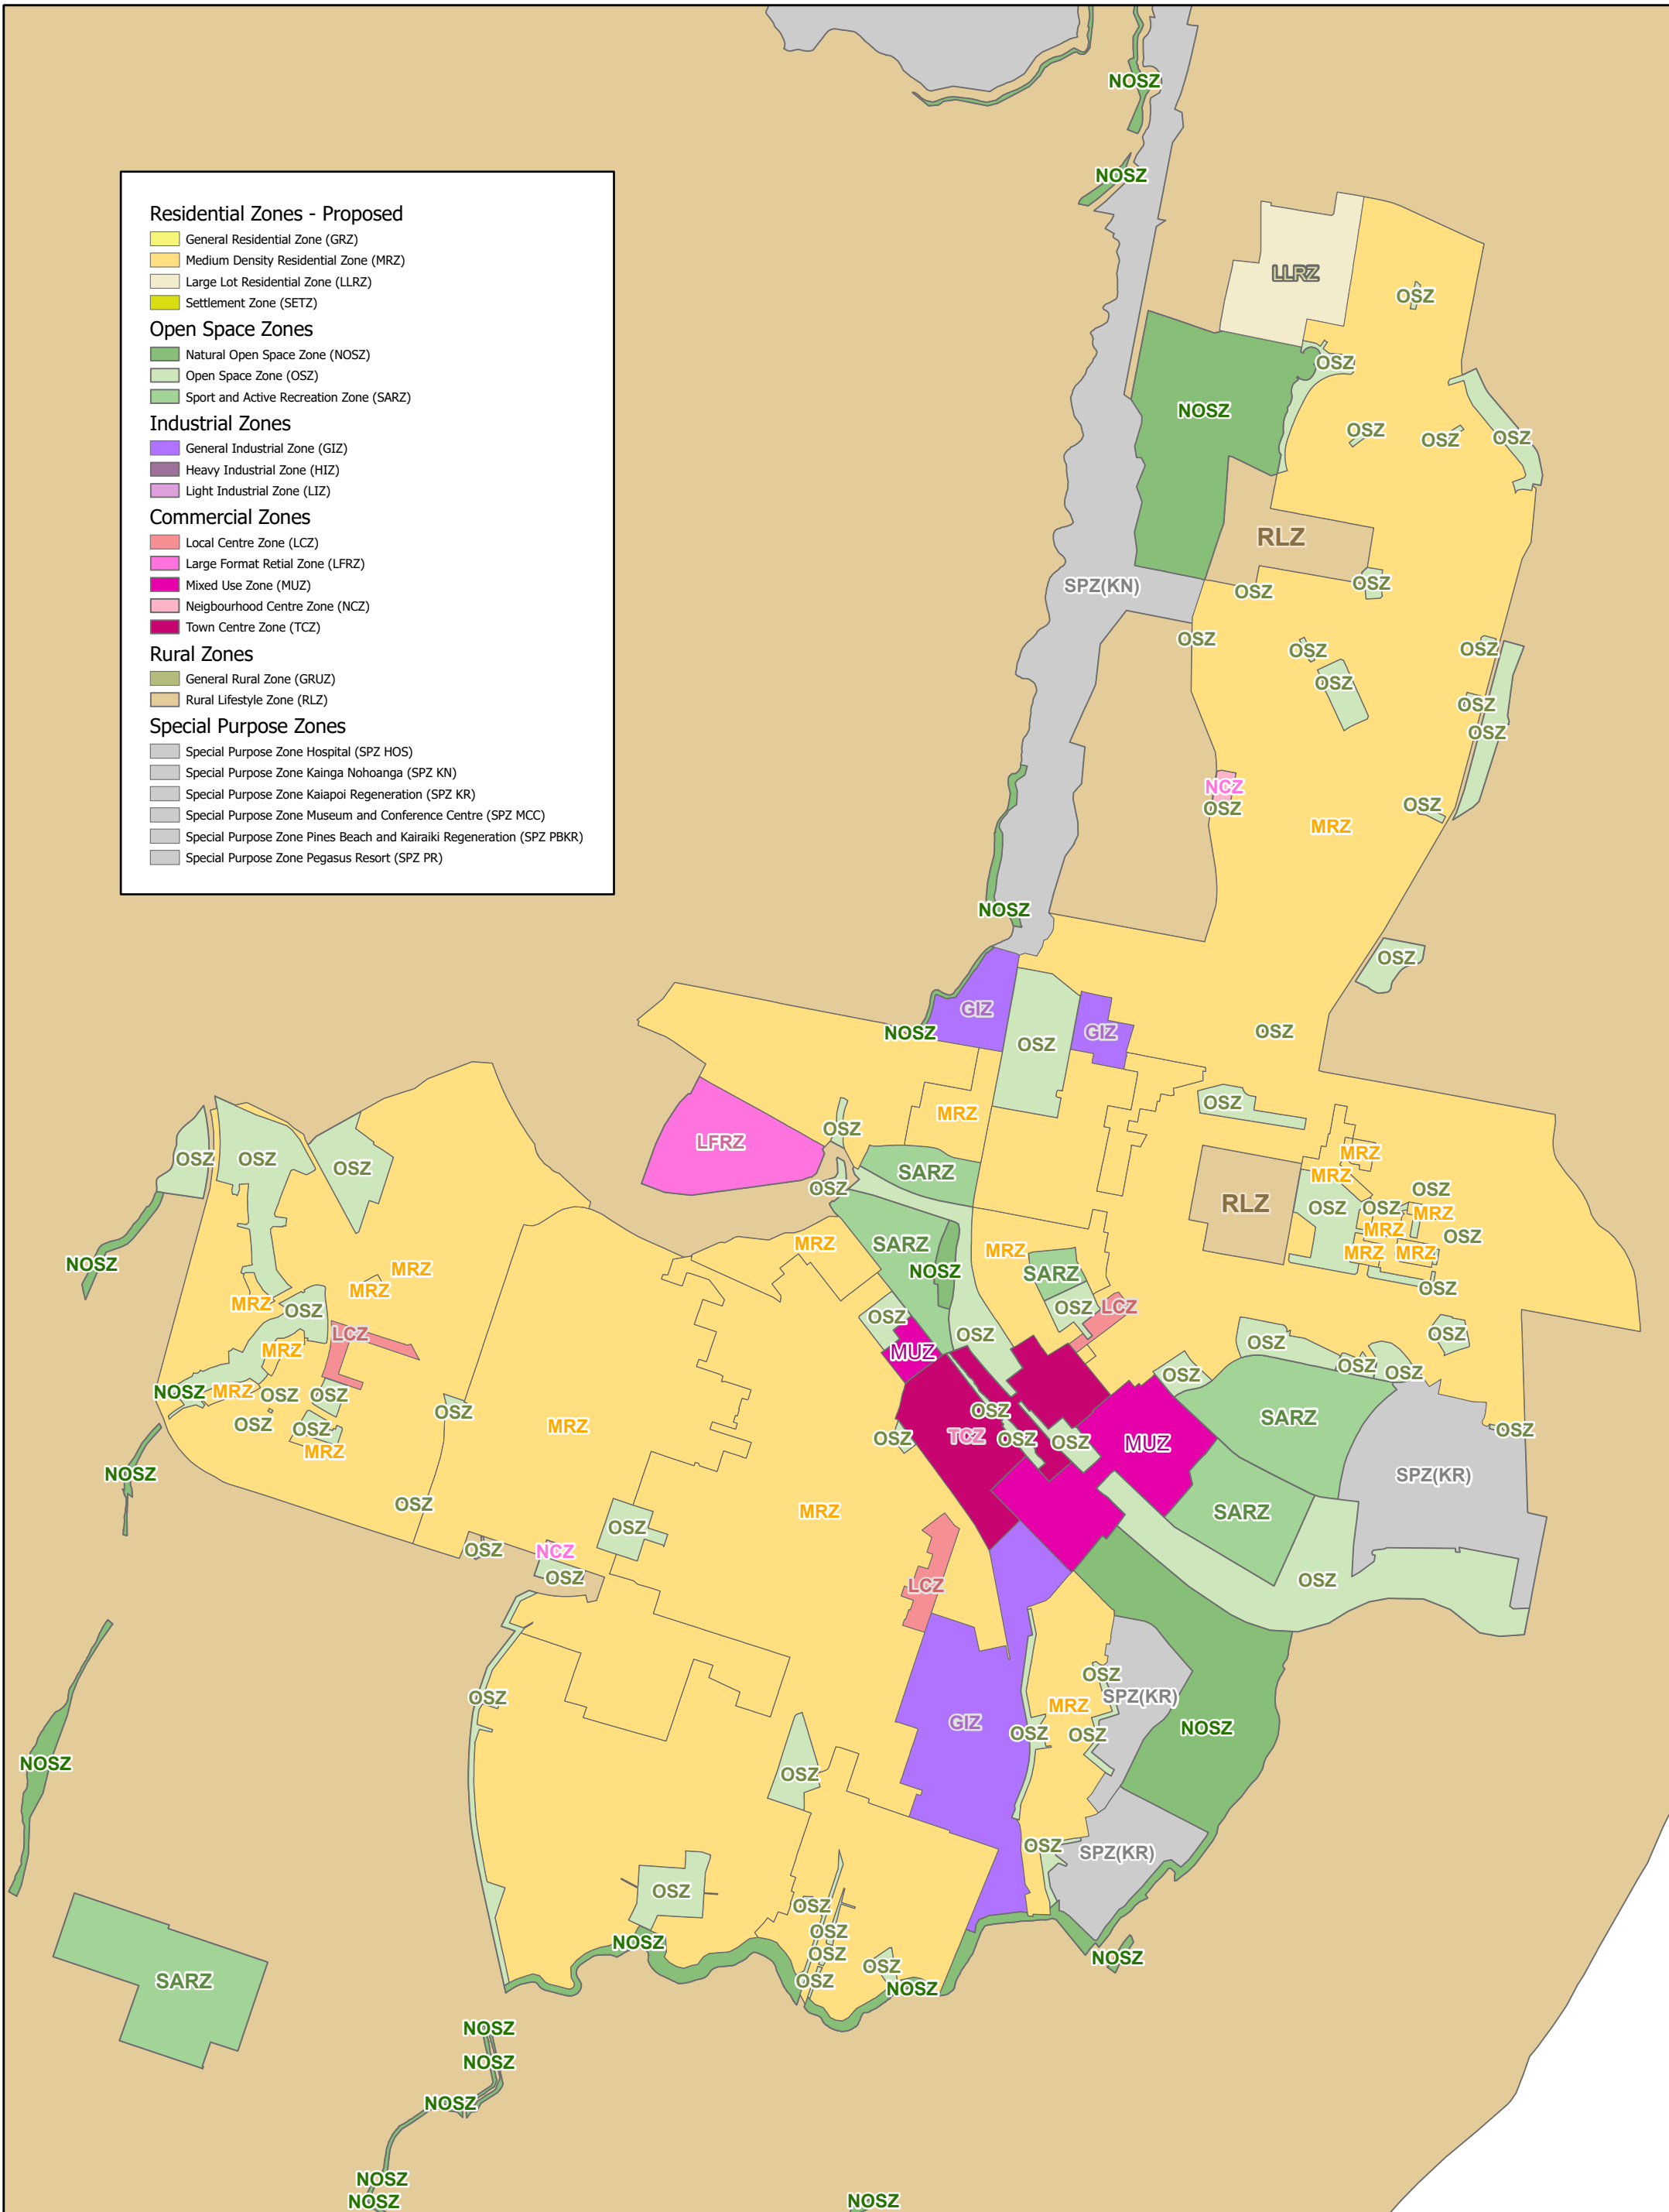 NOSZ
NOSZ
Residential Zones - Proposed
General Residential Zone (GRZ)
Medium Density Residential Zone (MRZ)
Large Lot Residential Zone (LLRZ)
Settlement Zone (SETZ)
Open Space Zones
Natural Open Space Zone (NOSZ)
Open Space Zone (OSZ)
Sport and Active Recreation Zone (SARZ)
Industrial Zones
General Industrial Zone (GIZ)
Heavy Industrial Zone (HIZ)
Light Industrial Zone (LIZ)
Commercial Zones
Local Centre Zone (LCZ)
Large Format Retial Zone (LFRZ)
Mixed Use Zone (MUZ)
Neigbourhood Centre Zone (NCZ)
Town Centre Zone (TCZ)
Rural Zones
General Rural Zone (GRUZ)
Rural Lifestyle Zone (RLZ)
Special Purpose Zones
Special Purpose Zone Hospital (SPZ HOS)
Special Purpose Zone Kainga Nohoanga (SPZ KN)
Special Purpose Zone Kaiapoi Regeneration (SPZ KR)
Special Purpose Zone Museum and Conference Centre (SPZ MCC)
Special Purpose Zone Pines Beach and Kairaiki Regeneration (SPZ PBKR)
Special Purpose Zone Pegasus Resort (SPZ PR)
LLRZ
OSZ
OSZ
NOSZ
OSZ
OSZ
OSZ
RLZ
SPZ(KN)
OSZ
OSZ
OSZ
OSZ
OSZ
OSZ
OSZ
OSZ
NCZ
OSZ
OSZ
MRZ
NOSZ
OSZ
GIZ
NOSZ
OSZ
GIZ
OSZ
OSZ
MRZ
OSZ
LFRZ
SARZ
OSZ
MRZ
MRZ
OSZ
OSZ
OSZ
RLZ
OSZ
OSZ
OSZ
MRZ
MRZ
OSZ
MRZ
MRZ
OSZ
OSZ
OSZ
NOSZ
MRZ
SARZ
NOSZ
MRZ
SARZ
OSZ
LCZ
MRZ
MRZ
MRZ
OSZ
LCZ
MRZ
OSZ
MUZ
OSZ
OSZ
OSZ
OSZ
OSZ
OSZ
NOSZ
MRZ
OSZ
OSZ
OSZ
OSZ
MRZ
OSZ
MRZ
OSZ
TCZ
OSZ
OSZ
OSZ
MUZ
SARZ
OSZ
NOSZ
SPZ(KR)
OSZ
MRZ
SARZ
OSZ
OSZ
NCZ
OSZ
LCZ
OSZ
OSZ
OSZ
SPZ(KR)
MRZ
GIZ
OSZ
OSZ
NOSZ
NOSZ
OSZ
OSZ
SPZ(KR)
OSZ
OSZ
OSZ
OSZ
OSZ
OSZ
NOSZ
NOSZ
NOSZ
SARZ
NOSZ
NOSZ
NOSZ
NOSZ
NOSZ
NOSZ